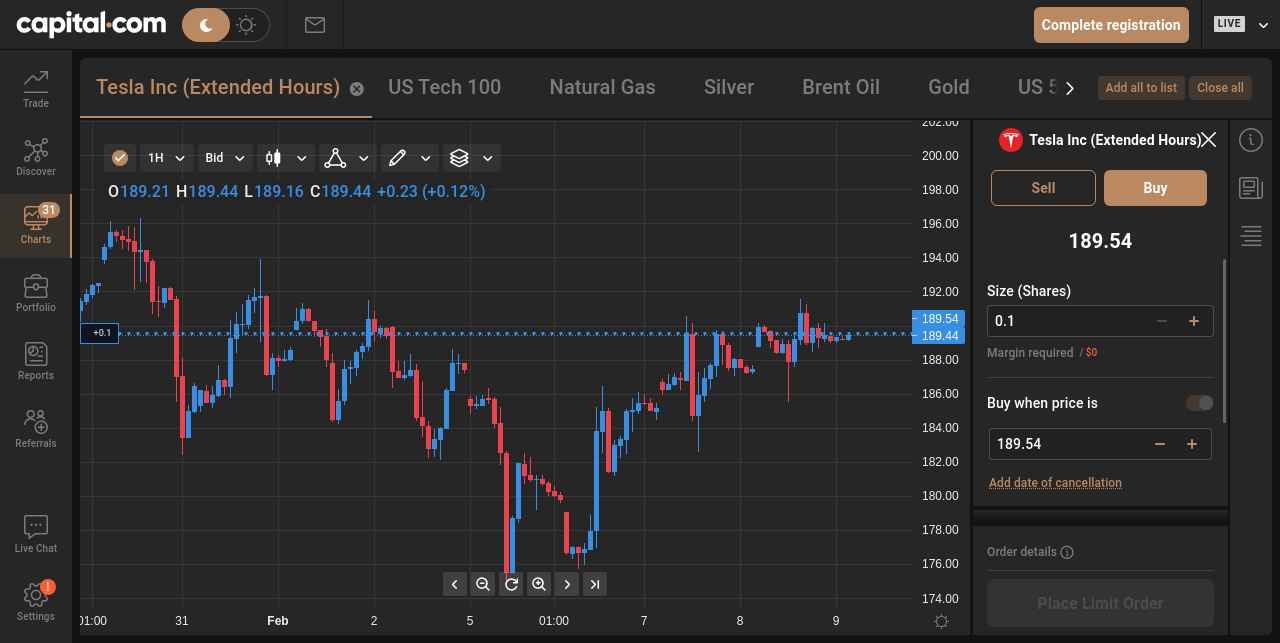 capital.com
Complete registration
LIVE
Trade
Discover
31
Charts
Portfolio
Reports
Referrals
Live Chat
!
Settings
Tesla Inc (Extended Hours)
US Tech 100
Natural Gas
Silver
Brent Oil
Gold
US 5
Add all to list
Close all
1H
Bid
O189.21 H189.44 L189.16 C189.44 +0.23 (+0.12%)
+0.1
202.00
200.00
198.00
196.00
194.00
192.00
189.54
189.44
188.00
186.00
184.00
182.00
180.00
178.00
176.00
174.00
01:00
31
Feb
2
5
01:00
7
8
9
Tesla Inc (Extended Hours)
Sell
Buy
189.54
Size (Shares)
0.1
Margin required / $0
Buy when price is
189.54
Add date of cancellation
Order details
Place Limit Order